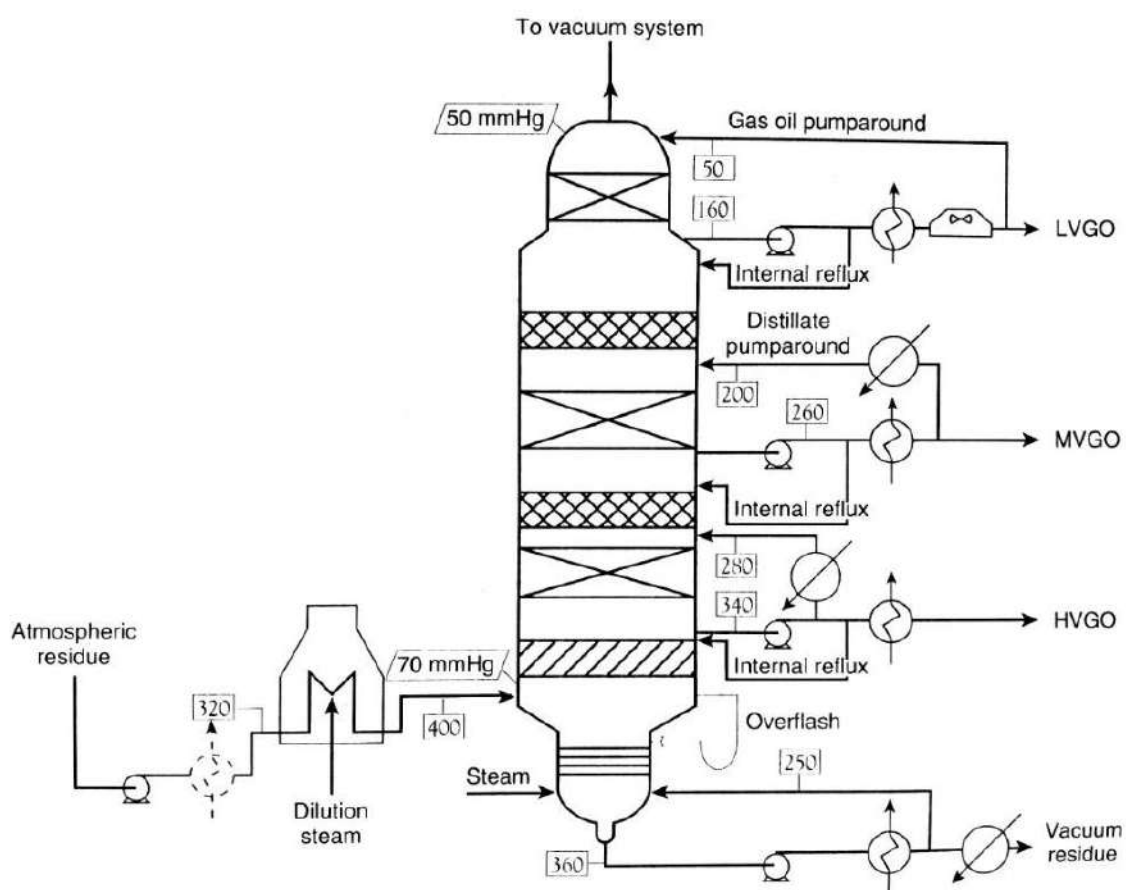 To vacuum system
50 mmHg
Gas oil pumparound
50
160
LVGO
Internal reflux
Distillate
pumparound
200
260
MVGO
Internal reflux
280
340
HVGO
Internal reflux
Atmospheric
residue
70 mmHg
320
400
Overflash
250
Steam
Dilution
steam
360
Vacuum
residue